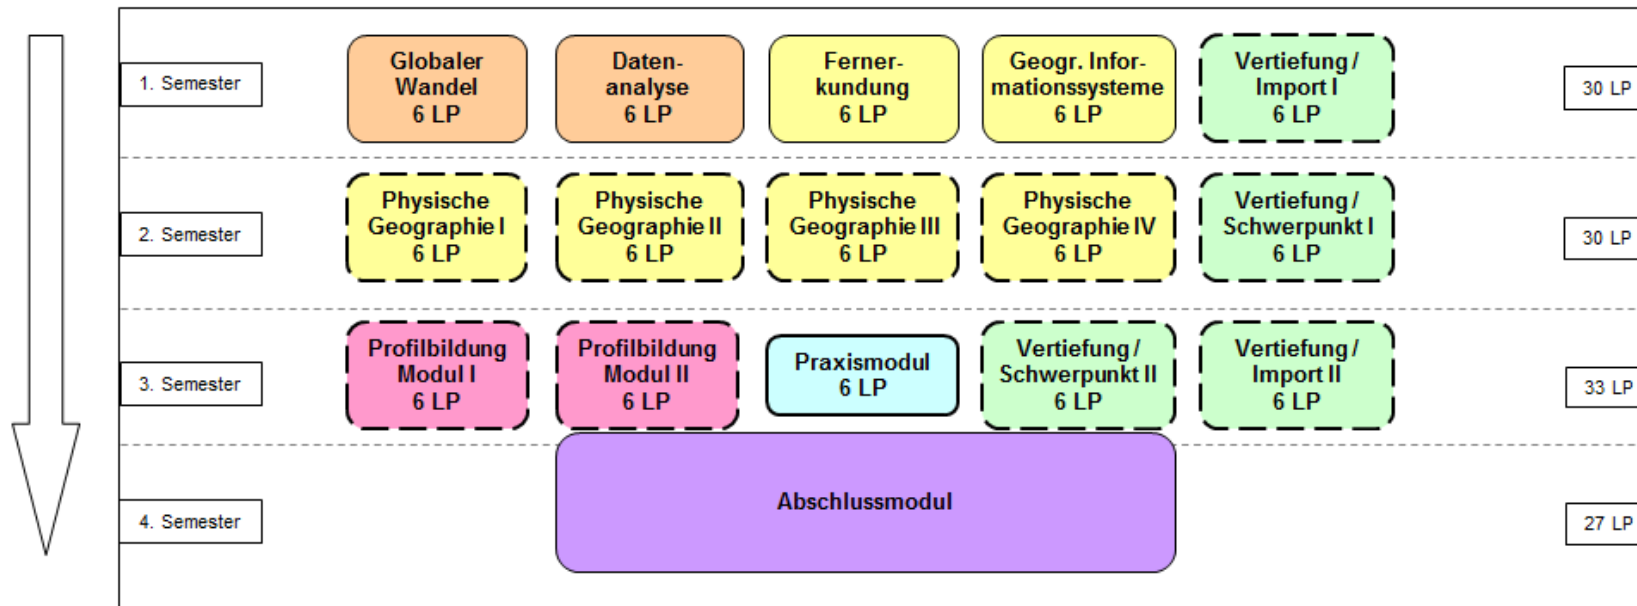 1. Semester
Globaler
Wandel
6 LP
Daten-
analyse
6 LP
Ferner-
kundung
6 LP
Geogr. Infor-
mationssysteme
6 LP
Vertiefung /
Import I
6 LP
30 LP
2. Semester
Physische
Geographie I
6 LP
Physische
Geographie II
6 LP
Physische
Geographie III
6 LP
Physische
Geographie IV
6 LP
Vertiefung /
Schwerpunkt I
6 LP
30 LP
3. Semester
Profilbildung
Modul I
6 LP
Profilbildung
Modul II
6 LP
Praxismodul
6 LP
Vertiefung /
Schwerpunkt II
6 LP
Vertiefung /
Import II
6 LP
33 LP
4. Semester
Abschlussmodul
27 LP